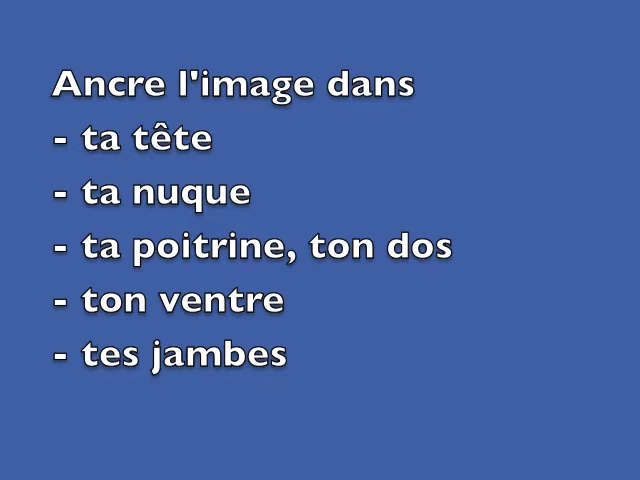 Ancre l'image dans
- ta tête
- ta nuque
- ta poitrine, ton dos
- ton ventre
- tes jambes